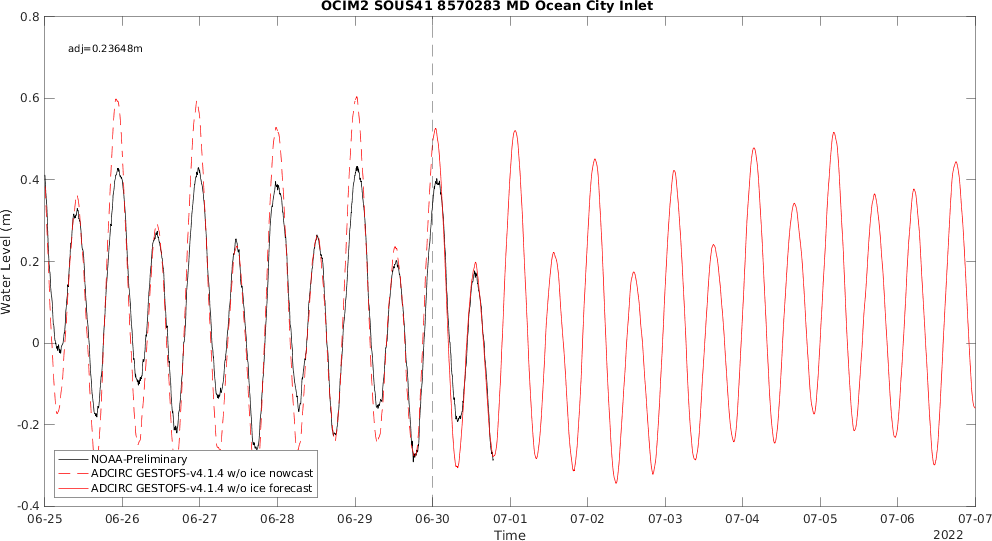 OCIM2 SOUS41 8570283 MD Ocean City Inlet
adj=0.23648m
0.8
0.6
0.4
0.2
0
-0.2
-0.4
Water Level (m)
NOAA-Preliminary
ADCIRC GESTOFS-v4.1.4 w/o ice nowcast
ADCIRC GESTOFS-v4.1.4 w/o ice forecast
06-25 06-26 06-27 06-28 06-29 06-30 07-01 07-02 07-03 07-04 07-05 07-06 07-07
Time
2022